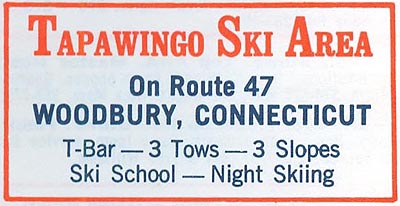 TAPAWINGO SKI AREA
On Route 47
WOODBURY, CONNECTICUT
T-Bar — 3 Tows — 3 Slopes
Ski School — Night Skiing